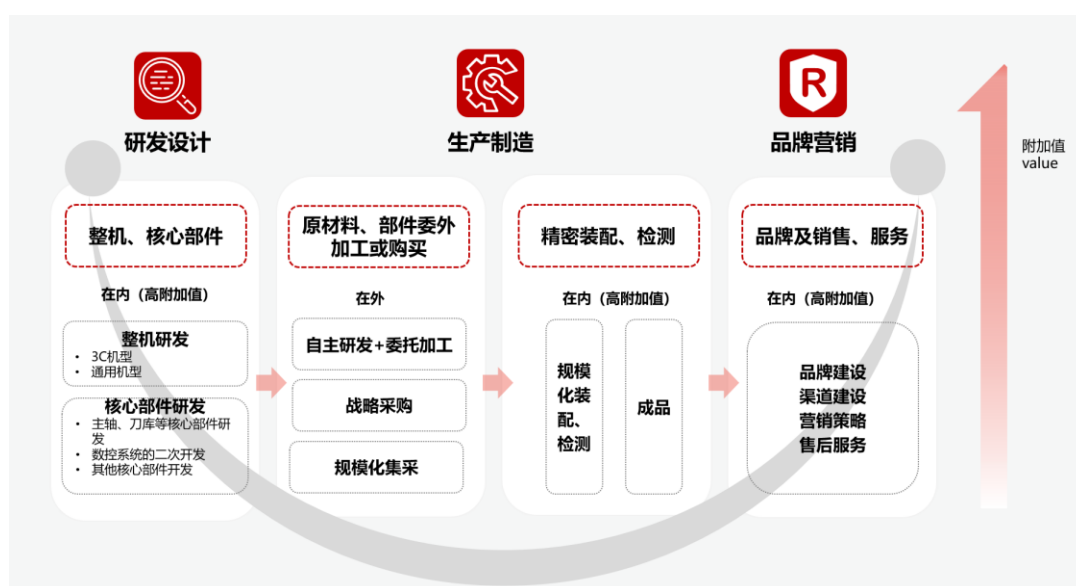 研发设计
生产制造
R
品牌营销
附加值
value
整机、核心部件
在内（高附加值）
整机研发
• 3C机型
• 通用机型
核心部件研发
• 主轴、刀库等核心部件研
发
• 数控系统的二次开发
• 其他核心部件开发
原材料、部件委外
加工或购买
在外
自主研发+委托加工
战略采购
规模化集采
精密装配、检测
在内（高附加值）
规模
化装
配、
检测
成品
品牌及销售、服务
在内（高附加值）
品牌建设
渠道建设
营销策略
售后服务